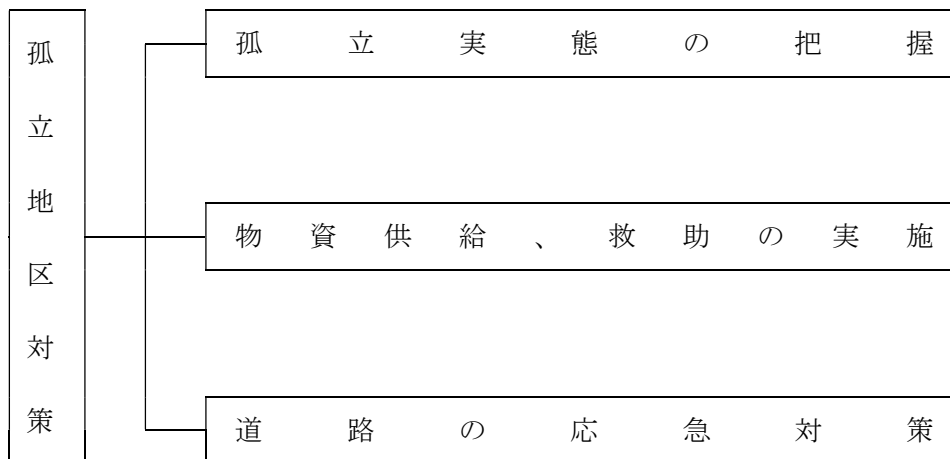 孤立地区対策
孤立実態の把握
物資供給、救助の実施
道路の応急対策